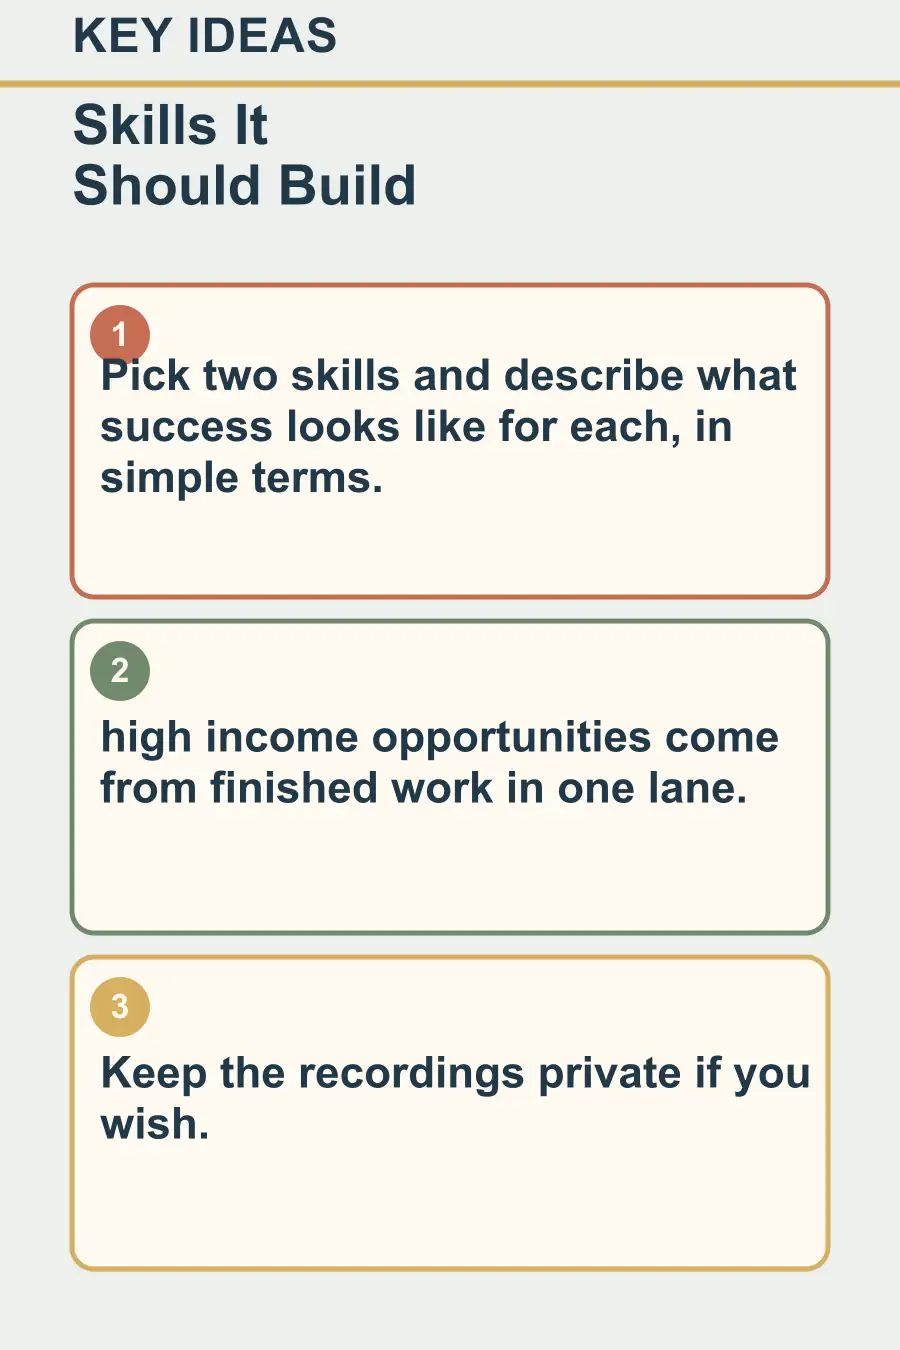 KEY IDEAS
Skills It
Should Build
1
Pick two skills and describe what
success looks like for each, in
simple terms.
2
high income opportunities come
from finished work in one lane.
3
Keep the recordings private if you
wish.